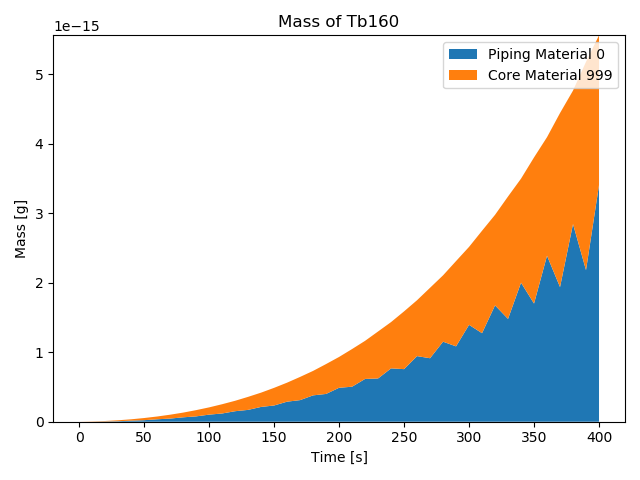 Mass of Tb160
1e−15
Piping Material 0
Core Material 999
5
4
3
2
1
0
Mass [g]
0 50 100 150 200 250 300 350 400
Time [s]